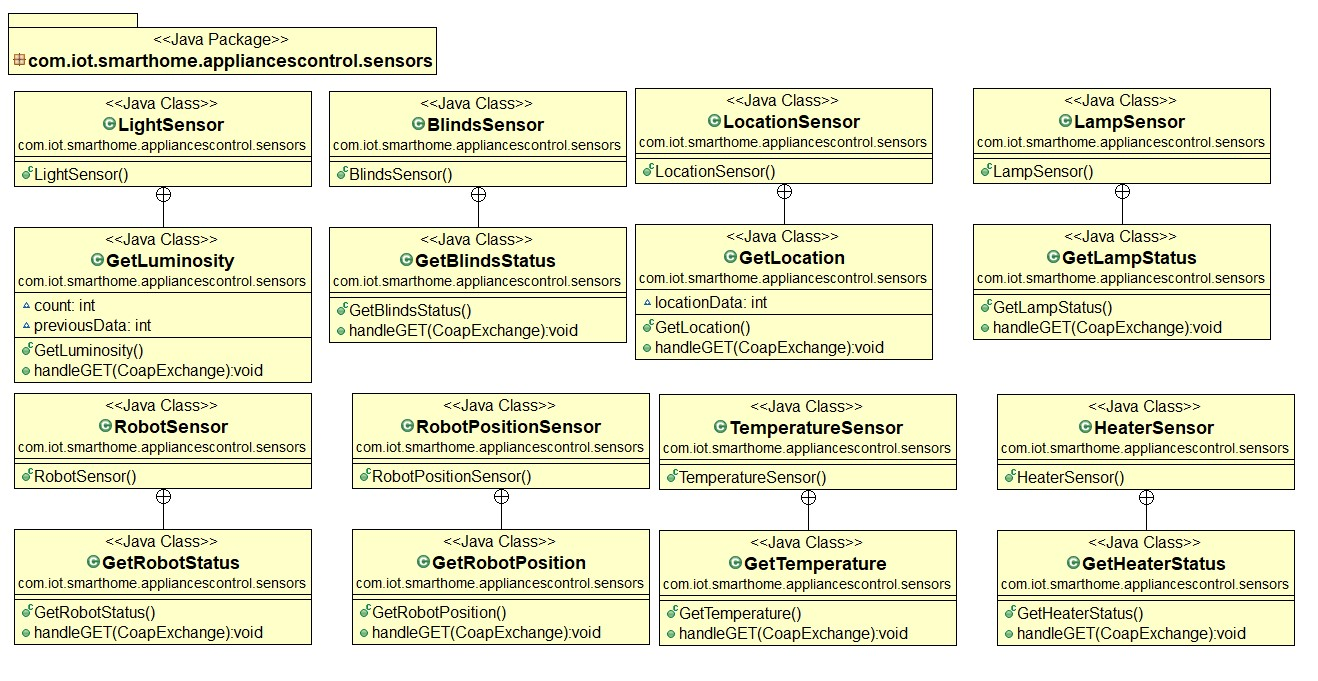 <<Java Package>>
com.iot.smarthome.appliancescontrol.sensors
<<Java Class>>
LightSensor
com.iot.smarthome.appliancescontrol.sensors
LightSensor()
<<Java Class>>
BlindsSensor
com.iot.smarthome.appliancescontrol.sensors
BlindsSensor()
<<Java Class>>
LocationSensor
com.iot.smarthome.appliancescontrol.sensors
LocationSensor()
<<Java Class>>
LampSensor
com.iot.smarthome.appliancescontrol.sensors
LampSensor()
<<Java Class>>
GetLuminosity
com.iot.smarthome.appliancescontrol.sensors
count: int
previousData: int
GetLuminosity()
handleGET(CoapExchange):void
<<Java Class>>
GetBlindsStatus
com.iot.smarthome.appliancescontrol.sensors
GetBlindsStatus()
handleGET(CoapExchange):void
<<Java Class>>
GetLocation
com.iot.smarthome.appliancescontrol.sensors
locationData: int
GetLocation()
handleGET(CoapExchange):void
<<Java Class>>
GetLampStatus
com.iot.smarthome.appliancescontrol.sensors
GetLampStatus()
handleGET(CoapExchange):void
<<Java Class>>
RobotSensor
com.iot.smarthome.appliancescontrol.sensors
RobotSensor()
<<Java Class>>
RobotPositionSensor
com.iot.smarthome.appliancescontrol.sensors
RobotPositionSensor()
<<Java Class>>
TemperatureSensor
com.iot.smarthome.appliancescontrol.sensors
TemperatureSensor()
<<Java Class>>
HeaterSensor
com.iot.smarthome.appliancescontrol.sensors
HeaterSensor()
<<Java Class>>
GetRobotStatus
com.iot.smarthome.appliancescontrol.sensors
GetRobotStatus()
handleGET(CoapExchange):void
<<Java Class>>
GetRobotPosition
com.iot.smarthome.appliancescontrol.sensors
GetRobotPosition()
handleGET(CoapExchange):void
<<Java Class>>
GetTemperature
com.iot.smarthome.appliancescontrol.sensors
GetTemperature()
handleGET(CoapExchange):void
<<Java Class>>
GetHeaterStatus
com.iot.smarthome.appliancescontrol.sensors
GetHeaterStatus()
handleGET(CoapExchange):void